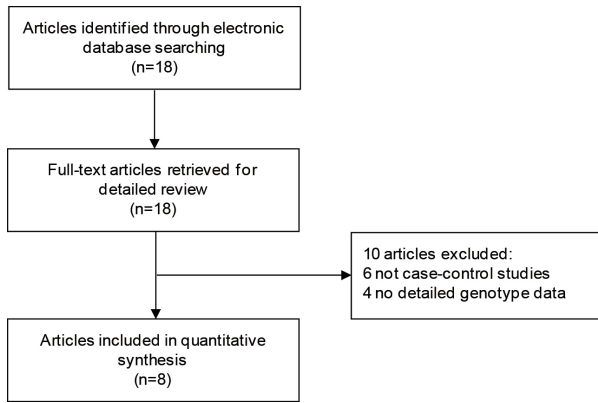 Articles identified through electronic
database searching
(n=18)
Full-text articles retrieved for
detailed review
(n=18)
10 articles excluded:
6 not case-control studies
4 no detailed genotype data
Articles included in quantitative
synthesis
(n=8)